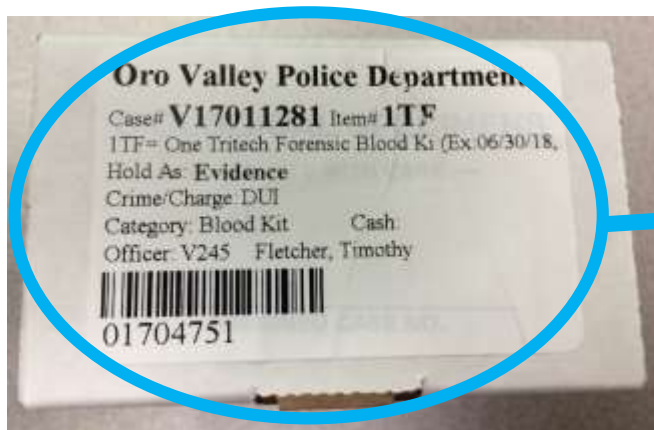 Oro Valley Police Departmen
Case# V17011281 Item# 1TF
1TF= One Tritech Forensic Blood Ki (Ex:06/30/18,
Hold As: Evidence
Crime/Charge: DUI
Category: Blood Kit Cash:
Officer: V245 Fletcher, Timothy
01704751